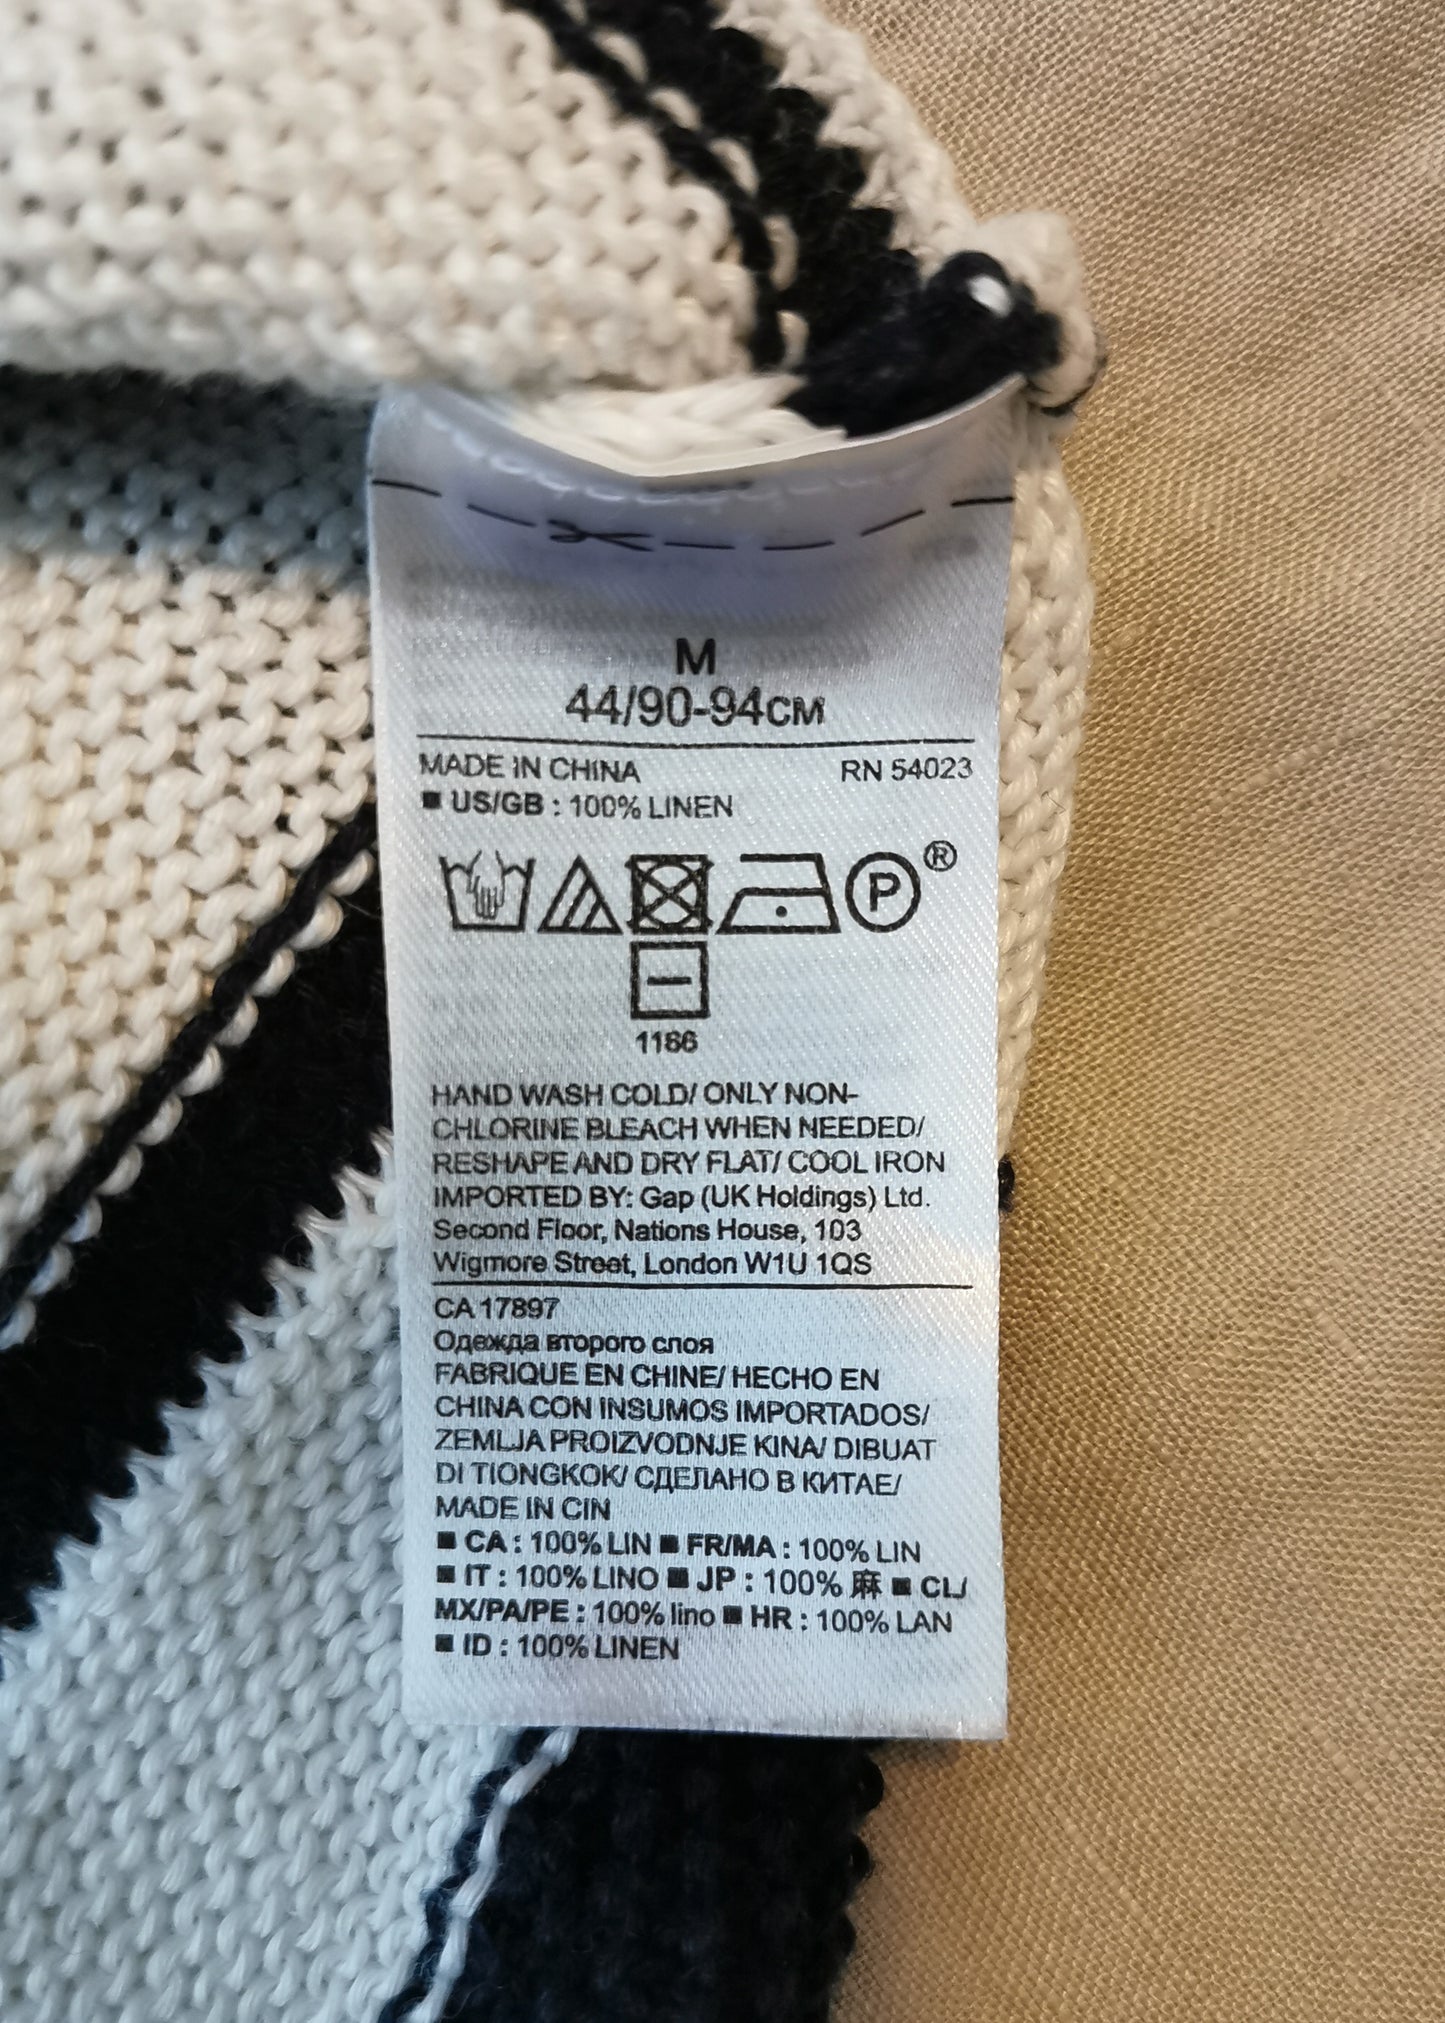 M
44/90-94см
MADE IN CHINA RN 54023
■ US/GB : 100% LINEN
P ®
1166
HAND WASH COLD/ ONLY NON-
CHLORINE BLEACH WHEN NEEDED/
RESHAPE AND DRY FLAT/ COOL IRON
IMPORTED BY: Gap (UK Holdings) Ltd.
Second Floor, Nations House, 103
Wigmore Street, London W1U 1QS
CA 17897
Одежда второго слоя
FABRIQUE EN CHINE/ HECHO EN
CHINA CON INSUMOS IMPORTADOS/
ZEMLJA PROIZVODNJE KINA/ DIBUAT
DI TIONGKOK/ СДЕЛАНО В КИТАЕ/
MADE IN CIN
■ CA : 100% LIN ■ FR/MA : 100% LIN
■ IT : 100% LINO ■ JP : 100% 麻 ■ CL/
MX/PA/PE : 100% lino ■ HR : 100% LAN
■ ID : 100% LINEN